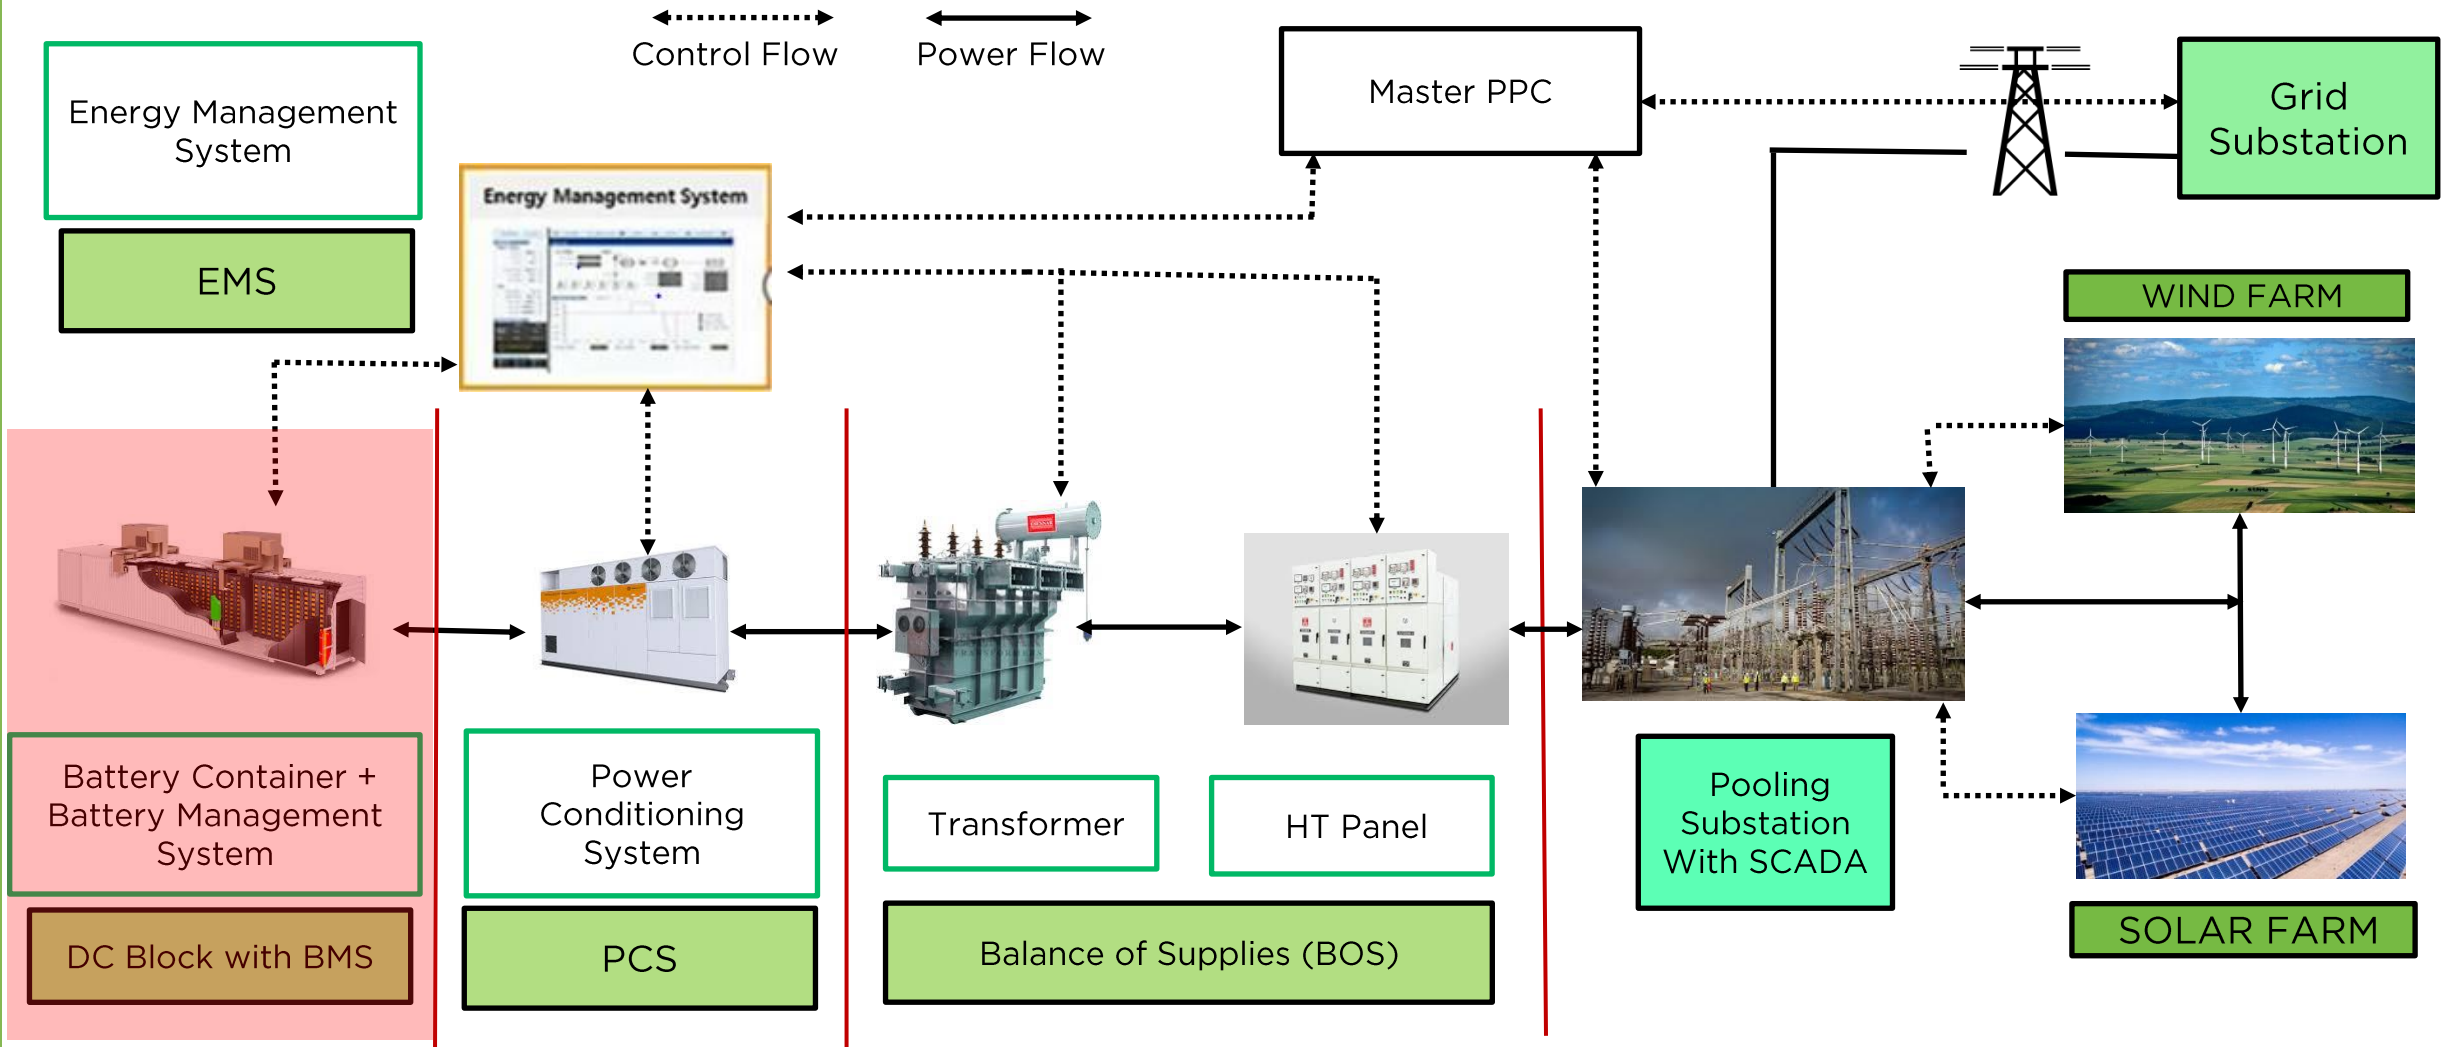 Control Flow
Power Flow
Energy Management
System
EMS
Energy Management System
Master PPC
Grid
Substation
WIND FARM
Battery Container +
Battery Management
System
DC Block with BMS
Power
Conditioning
System
PCS
Transformer
HT Panel
Balance of Supplies (BOS)
Pooling
Substation
With SCADA
SOLAR FARM